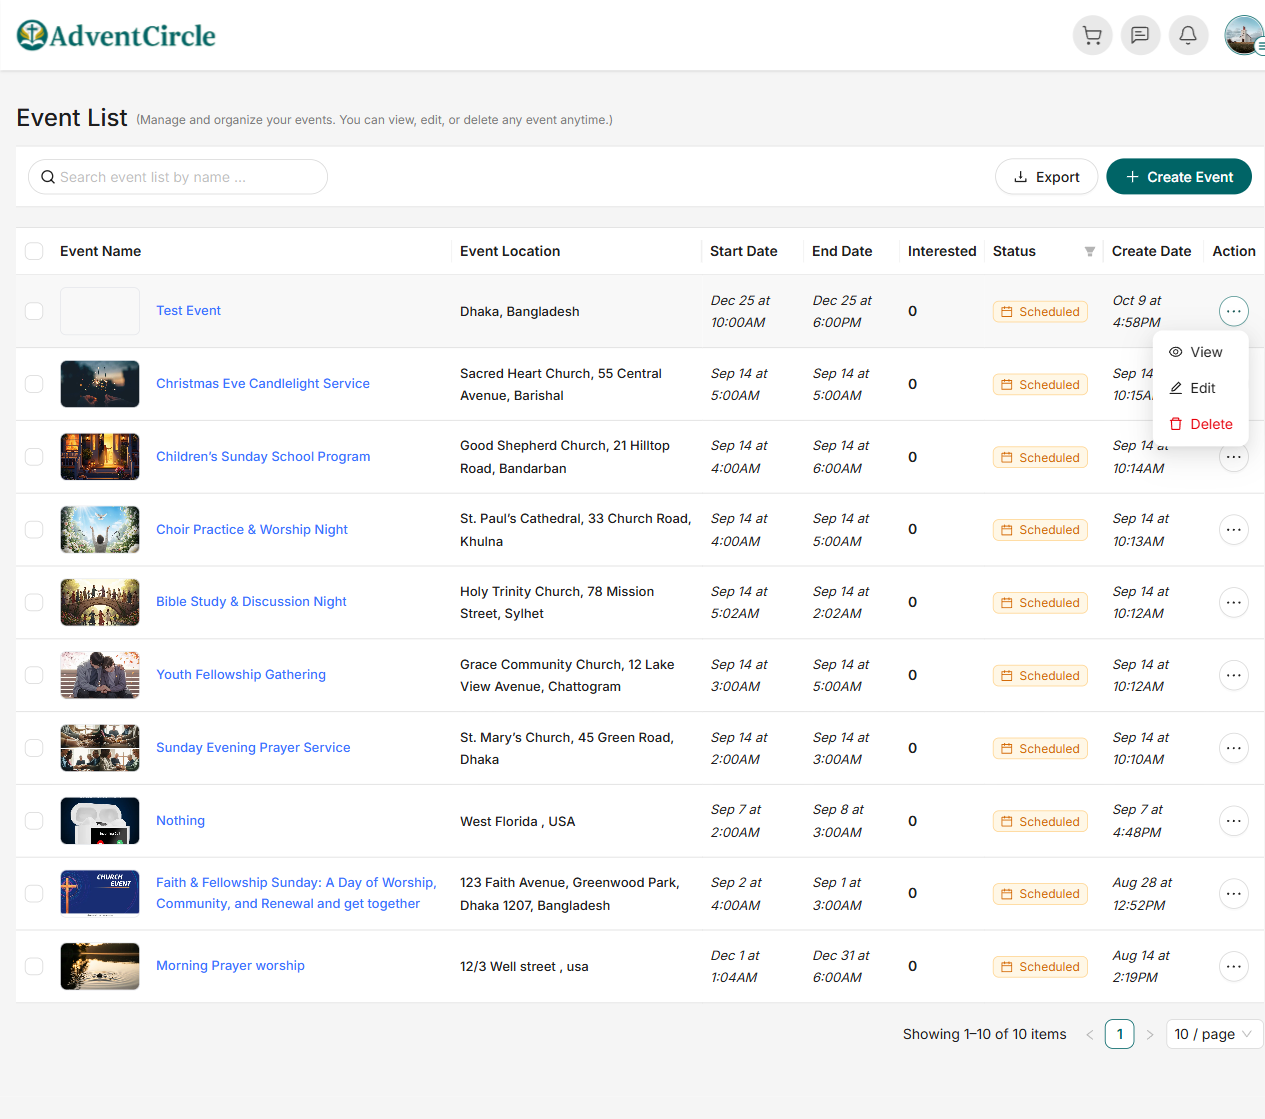 AdventCircle
Event List (Manage and organize your events. You can view, edit, or delete any event anytime.)
Search event list by name ...
Export
Create Event
Event Name Event Location Start Date End Date Interested Status Create Date Action
Test Event Dhaka, Bangladesh Dec 25 at 10:00AM Dec 25 at 6:00PM 0 Scheduled Oct 9 at 4:58PM
View
Edit
Delete
Christmas Eve Candlelight Service Sacred Heart Church, 55 Central Avenue, Barishal Sep 14 at 5:00AM Sep 14 at 5:00AM 0 Scheduled Sep 14 10:15A
Children’s Sunday School Program Good Shepherd Church, 21 Hilltop Road, Bandarban Sep 14 at 4:00AM Sep 14 at 6:00AM 0 Scheduled Sep 14 at 10:14AM
Choir Practice & Worship Night St. Paul’s Cathedral, 33 Church Road, Khulna Sep 14 at 4:00AM Sep 14 at 5:00AM 0 Scheduled Sep 14 at 10:13AM
Bible Study & Discussion Night Holy Trinity Church, 78 Mission Street, Sylhet Sep 14 at 5:02AM Sep 14 at 2:02AM 0 Scheduled Sep 14 at 10:12AM
Youth Fellowship Gathering Grace Community Church, 12 Lake View Avenue, Chattogram Sep 14 at 3:00AM Sep 14 at 5:00AM 0 Scheduled Sep 14 at 10:12AM
Sunday Evening Prayer Service St. Mary’s Church, 45 Green Road, Dhaka Sep 14 at 2:00AM Sep 14 at 3:00AM 0 Scheduled Sep 14 at 10:10AM
Nothing West Florida , USA Sep 7 at 2:00AM Sep 8 at 3:00AM 0 Scheduled Sep 7 at 4:48PM
CHURCH EVENT
Faith & Fellowship Sunday: A Day of Worship, Community, and Renewal and get together 123 Faith Avenue, Greenwood Park, Dhaka 1207, Bangladesh Sep 2 at 4:00AM Sep 1 at 3:00AM 0 Scheduled Aug 28 at 12:52PM
Morning Prayer worship 12/3 Well street , usa Dec 1 at 1:04AM Dec 31 at 6:00AM 0 Scheduled Aug 14 at 2:19PM
Showing 1–10 of 10 items < 1 > 10 / page